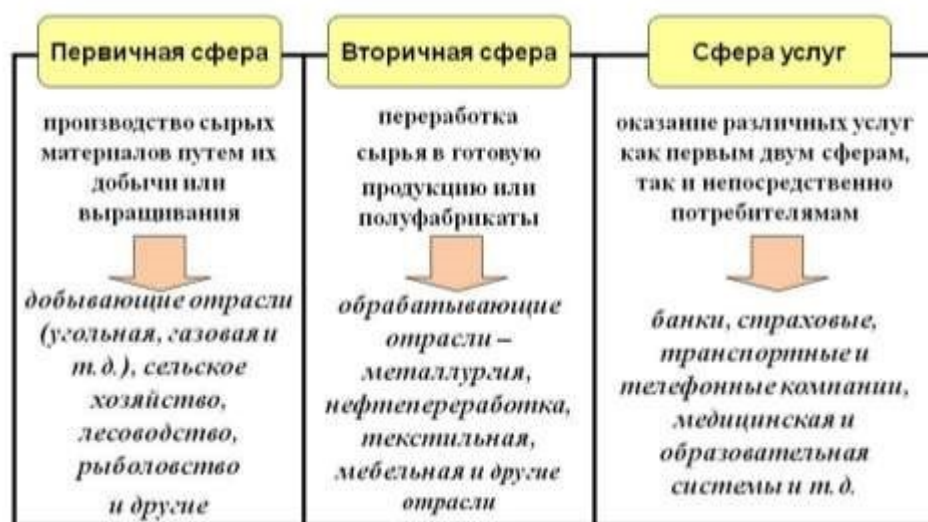 Первичная сфера
производство сырых
материалов путем их
добычи или
выращивания
добывающие отрасли
(угольная, газовая и
т.д.), сельское
хозяйство,
лесоводство,
рыболовство
и другие
Вторичная сфера
переработка
сырья в готовую
продукцию или
полуфабрикаты
обрабатывающие
отрасли –
металлургия,
нефтепереработка,
текстильная,
мебельная и другие
отрасли
Сфера услуг
оказание различных услуг
как первым двум сферам,
так и непосредственно
потребителямам
банки, страховые,
транспортные и
телефонные компании,
медицинская и
образовательная
системы и т.д.